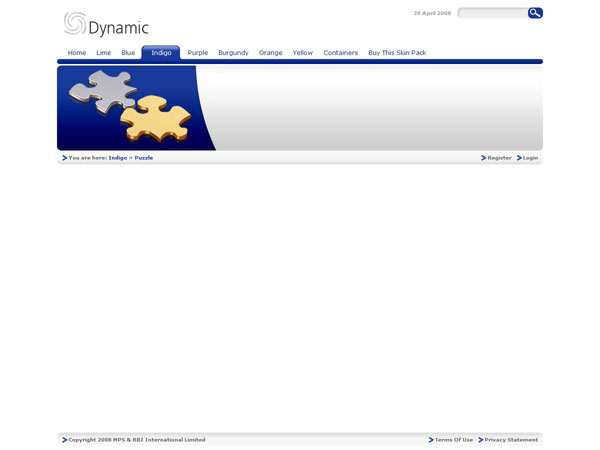 29 April 2008
Dynamic
Home Lime Blue Indigo Purple Burgundy Orange Yellow Containers Buy This Skin Pack
You are here: Indigo » Puzzle Register Login
Copyright 2008 MPS & BBI International Limited Terms Of Use Privacy Statement